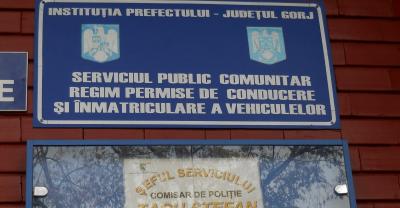 INSTITUȚIA PREFECTULUI - JUDEȚUL GORJ
SERVICIUL PUBLIC COMUNITAR
REGIM PERMISE DE CONDUCERE
ȘI ÎNMATRICULARE A VEHICULELOR
E
ȘEFUL SERVICIULUI
COMISAR DE POLIȚIE